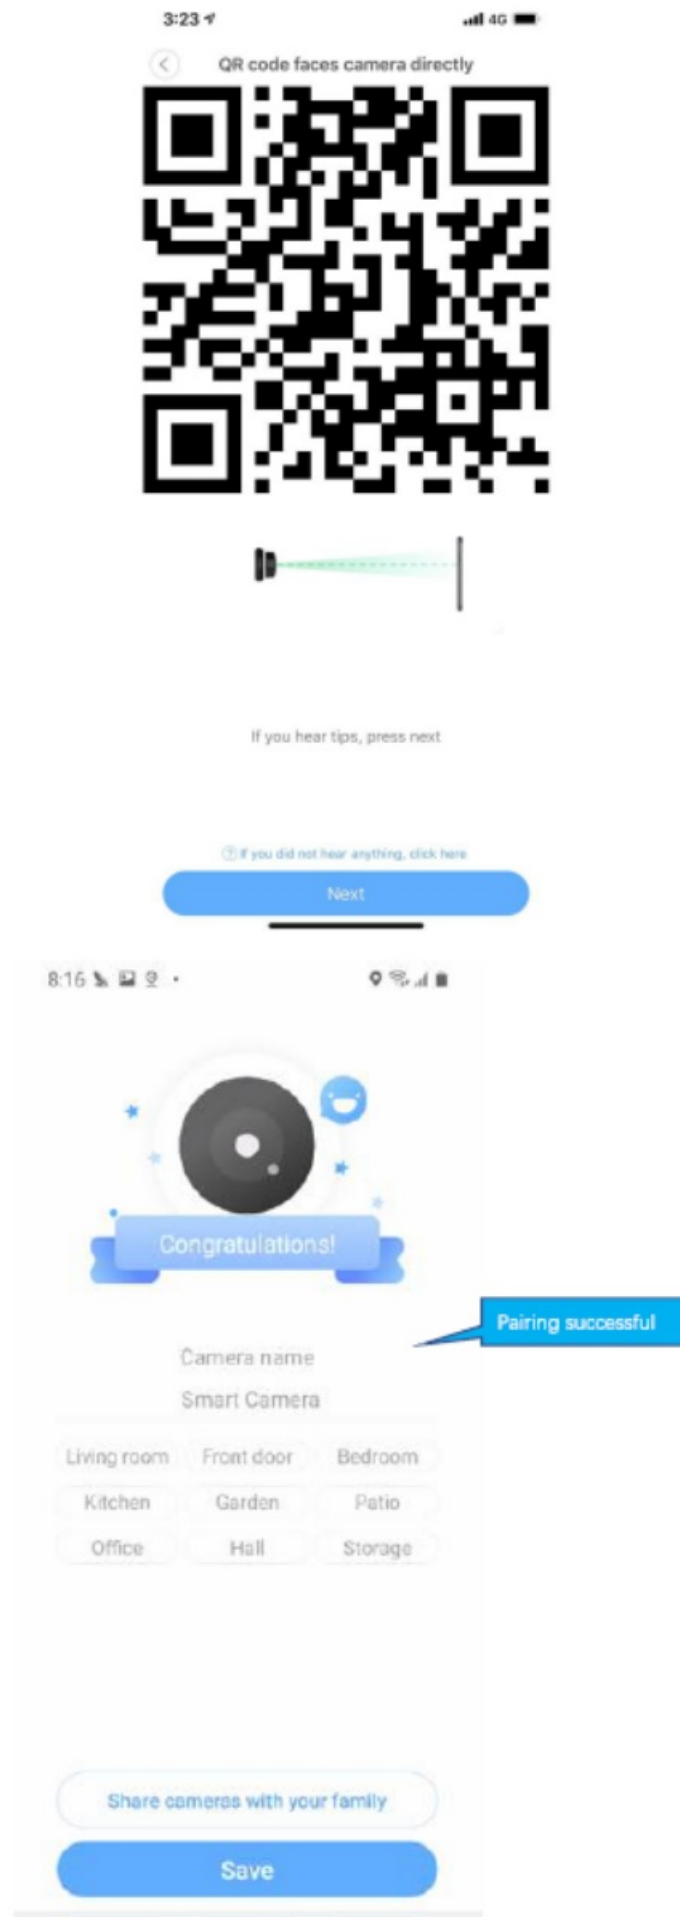 3:23
4G
QR code faces camera directly
If you hear tips, press next
? If you did not hear anything, click here
Next
8:16
Congratulations!
Pairing successful
Camera name
Smart Camera
Living room Front door Bedroom
Kitchen Garden Patio
Office Hall Storage
Share cameras with your family
Save